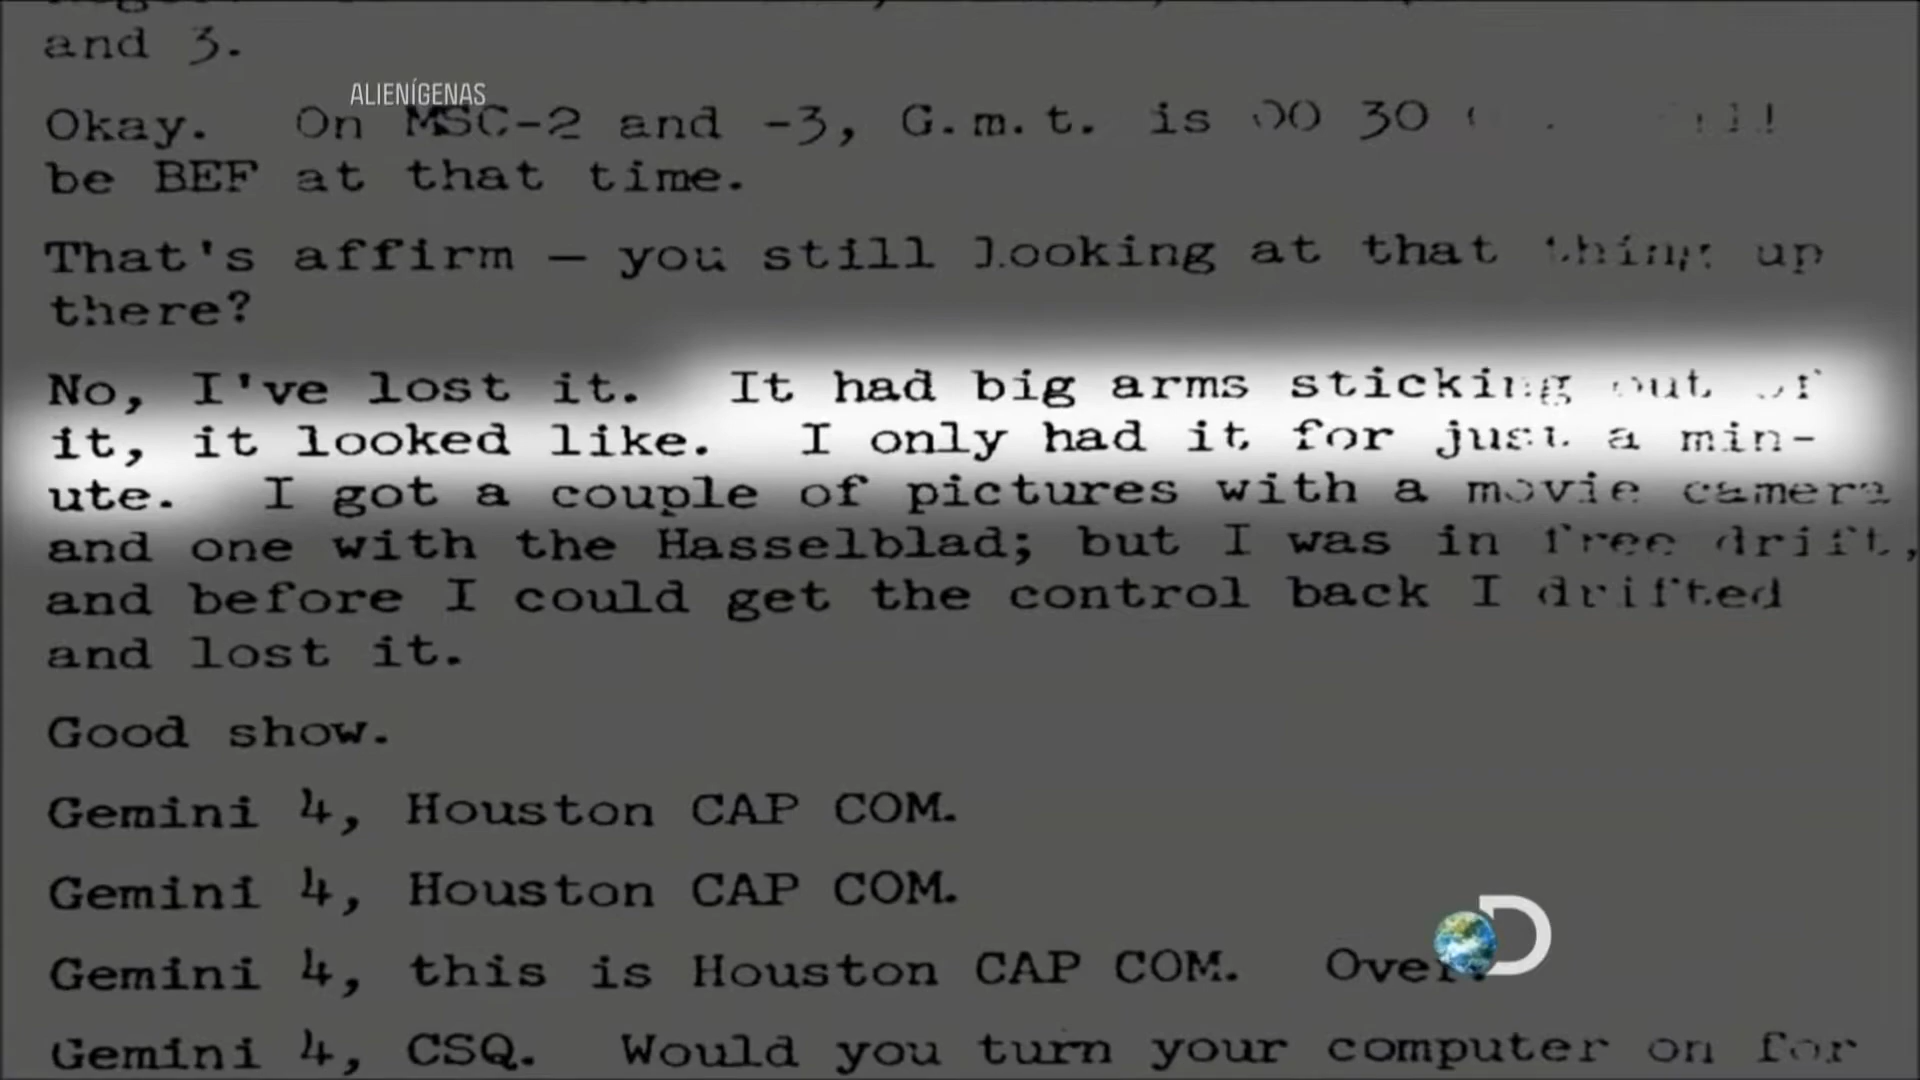 and 3.
ALIENÍGENAS
Okay. On MSC-2 and -3, G.m.t. is 00 30
be BEF at that time.
That's affirm — you still looking at that thing up
there?
No, I've lost it. It had big arms sticking out of
it, it looked like. I only had it for just a min-
ute. I got a couple of pictures with a movie camera
and one with the Hasselblad; but I was in free drift,
and before I could get the control back I drifted
and lost it.
Good show.
Gemini 4, Houston CAP COM.
Gemini 4, Houston CAP COM.
Gemini 4, this is Houston CAP COM. Over.
Gemini 4, CSQ. Would you turn your computer on for